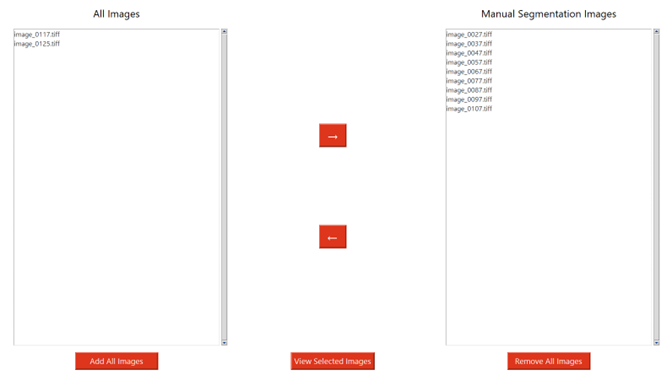 All Images
Manual Segmentation Images
image_0117.tiff
image_0125.tiff
image_0027.tiff
image_0037.tiff
image_0047.tiff
image_0057.tiff
image_0067.tiff
image_0077.tiff
image_0087.tiff
image_0097.tiff
image_0107.tiff
→
←
Add All Images
View Selected Images
Remove All Images